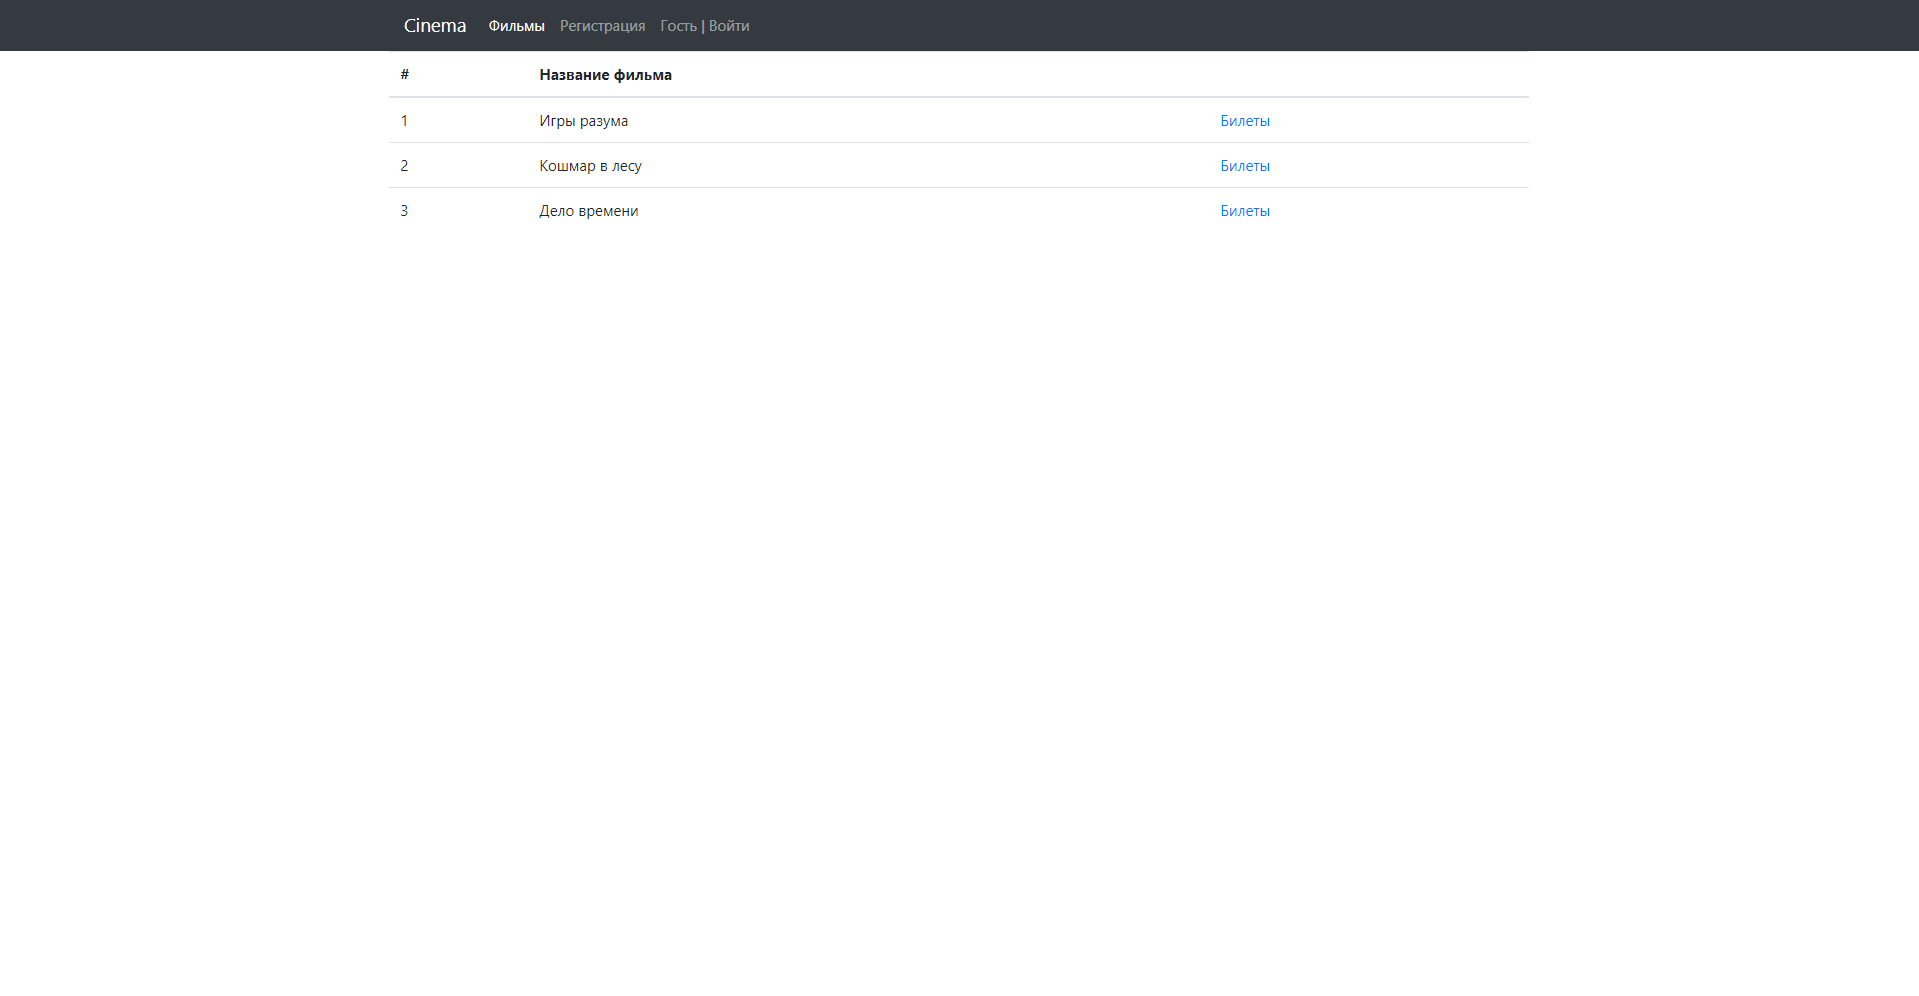 Cinema Фильмы Регистрация Гость | Войти
# Название фильма
1 Игры разума Билеты
2 Кошмар в лесу Билеты
3 Дело времени Билеты